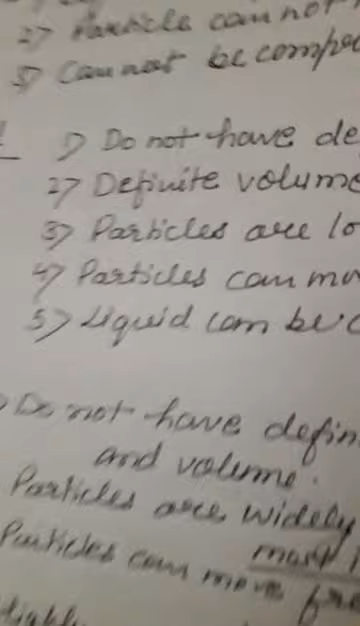 2) Particle can not
5) Can not be compre
1) Do not have de
2) Definite volume
3) Particles are lo
4) Particles can mo
5) Liquid can be c
Do not have defin
and volume.
Particles are widely
most
Particles can move fre